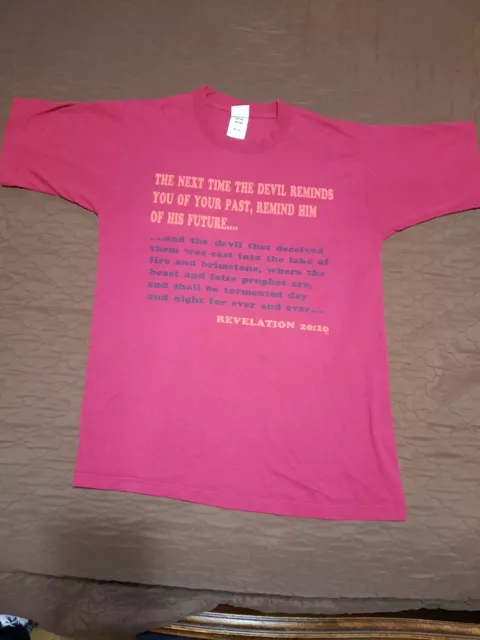 THE NEXT TIME THE DEVIL REMINDS
YOU OF YOUR PAST, REMIND HIM
OF HIS FUTURE....
....and the devil that deceived
them was cast into the lake of
fire and brimstone, where the
beast and false prophet are,
and shall be tormented day
and night for ever and ever....
REVELATION 20:10